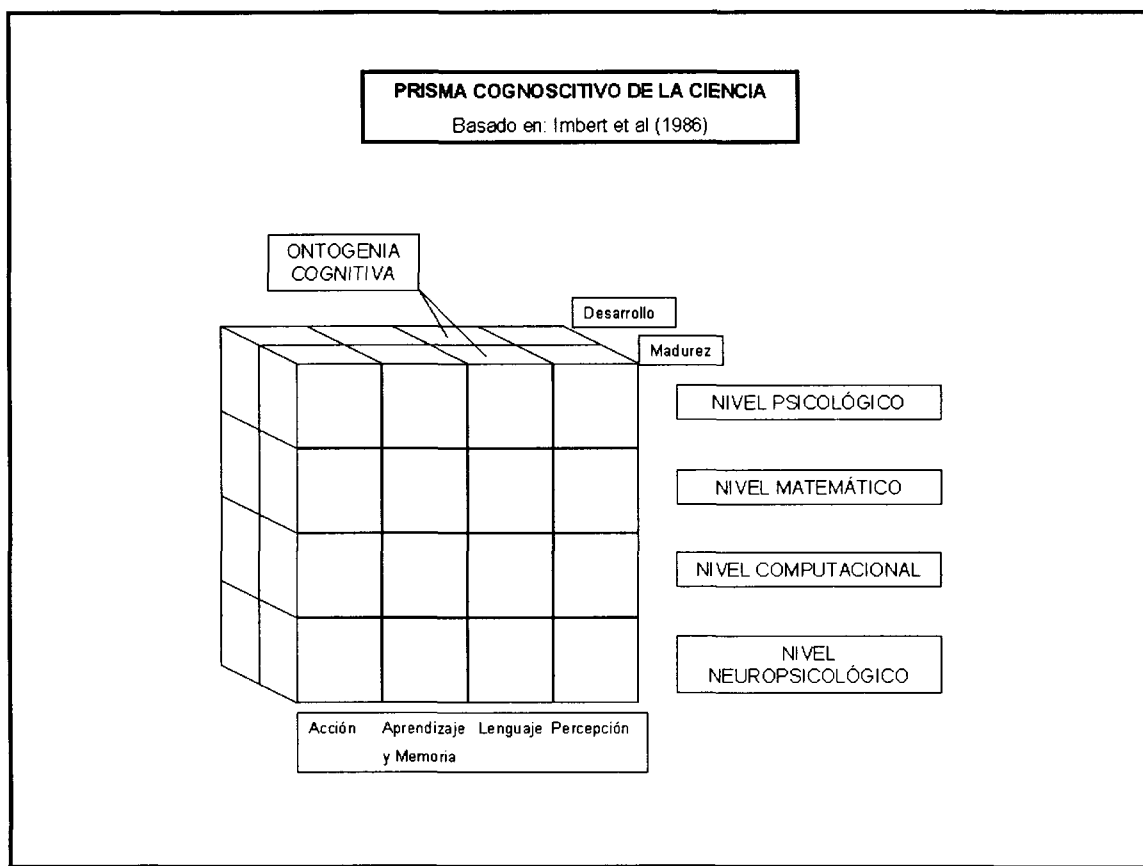 PRISMA COGNOSCITIVO DE LA CIENCIA
Basado en: Imbert et al (1986)
ONTOGENIA
COGNITIVA
Desarrollo
Madurez
NIVEL PSICOLÓGICO
NIVEL MATEMÁTICO
NIVEL COMPUTACIONAL
NIVEL
NEUROPSICOLÓGICO
Acción Aprendizaje Lenguaje Percepción
y Memoria